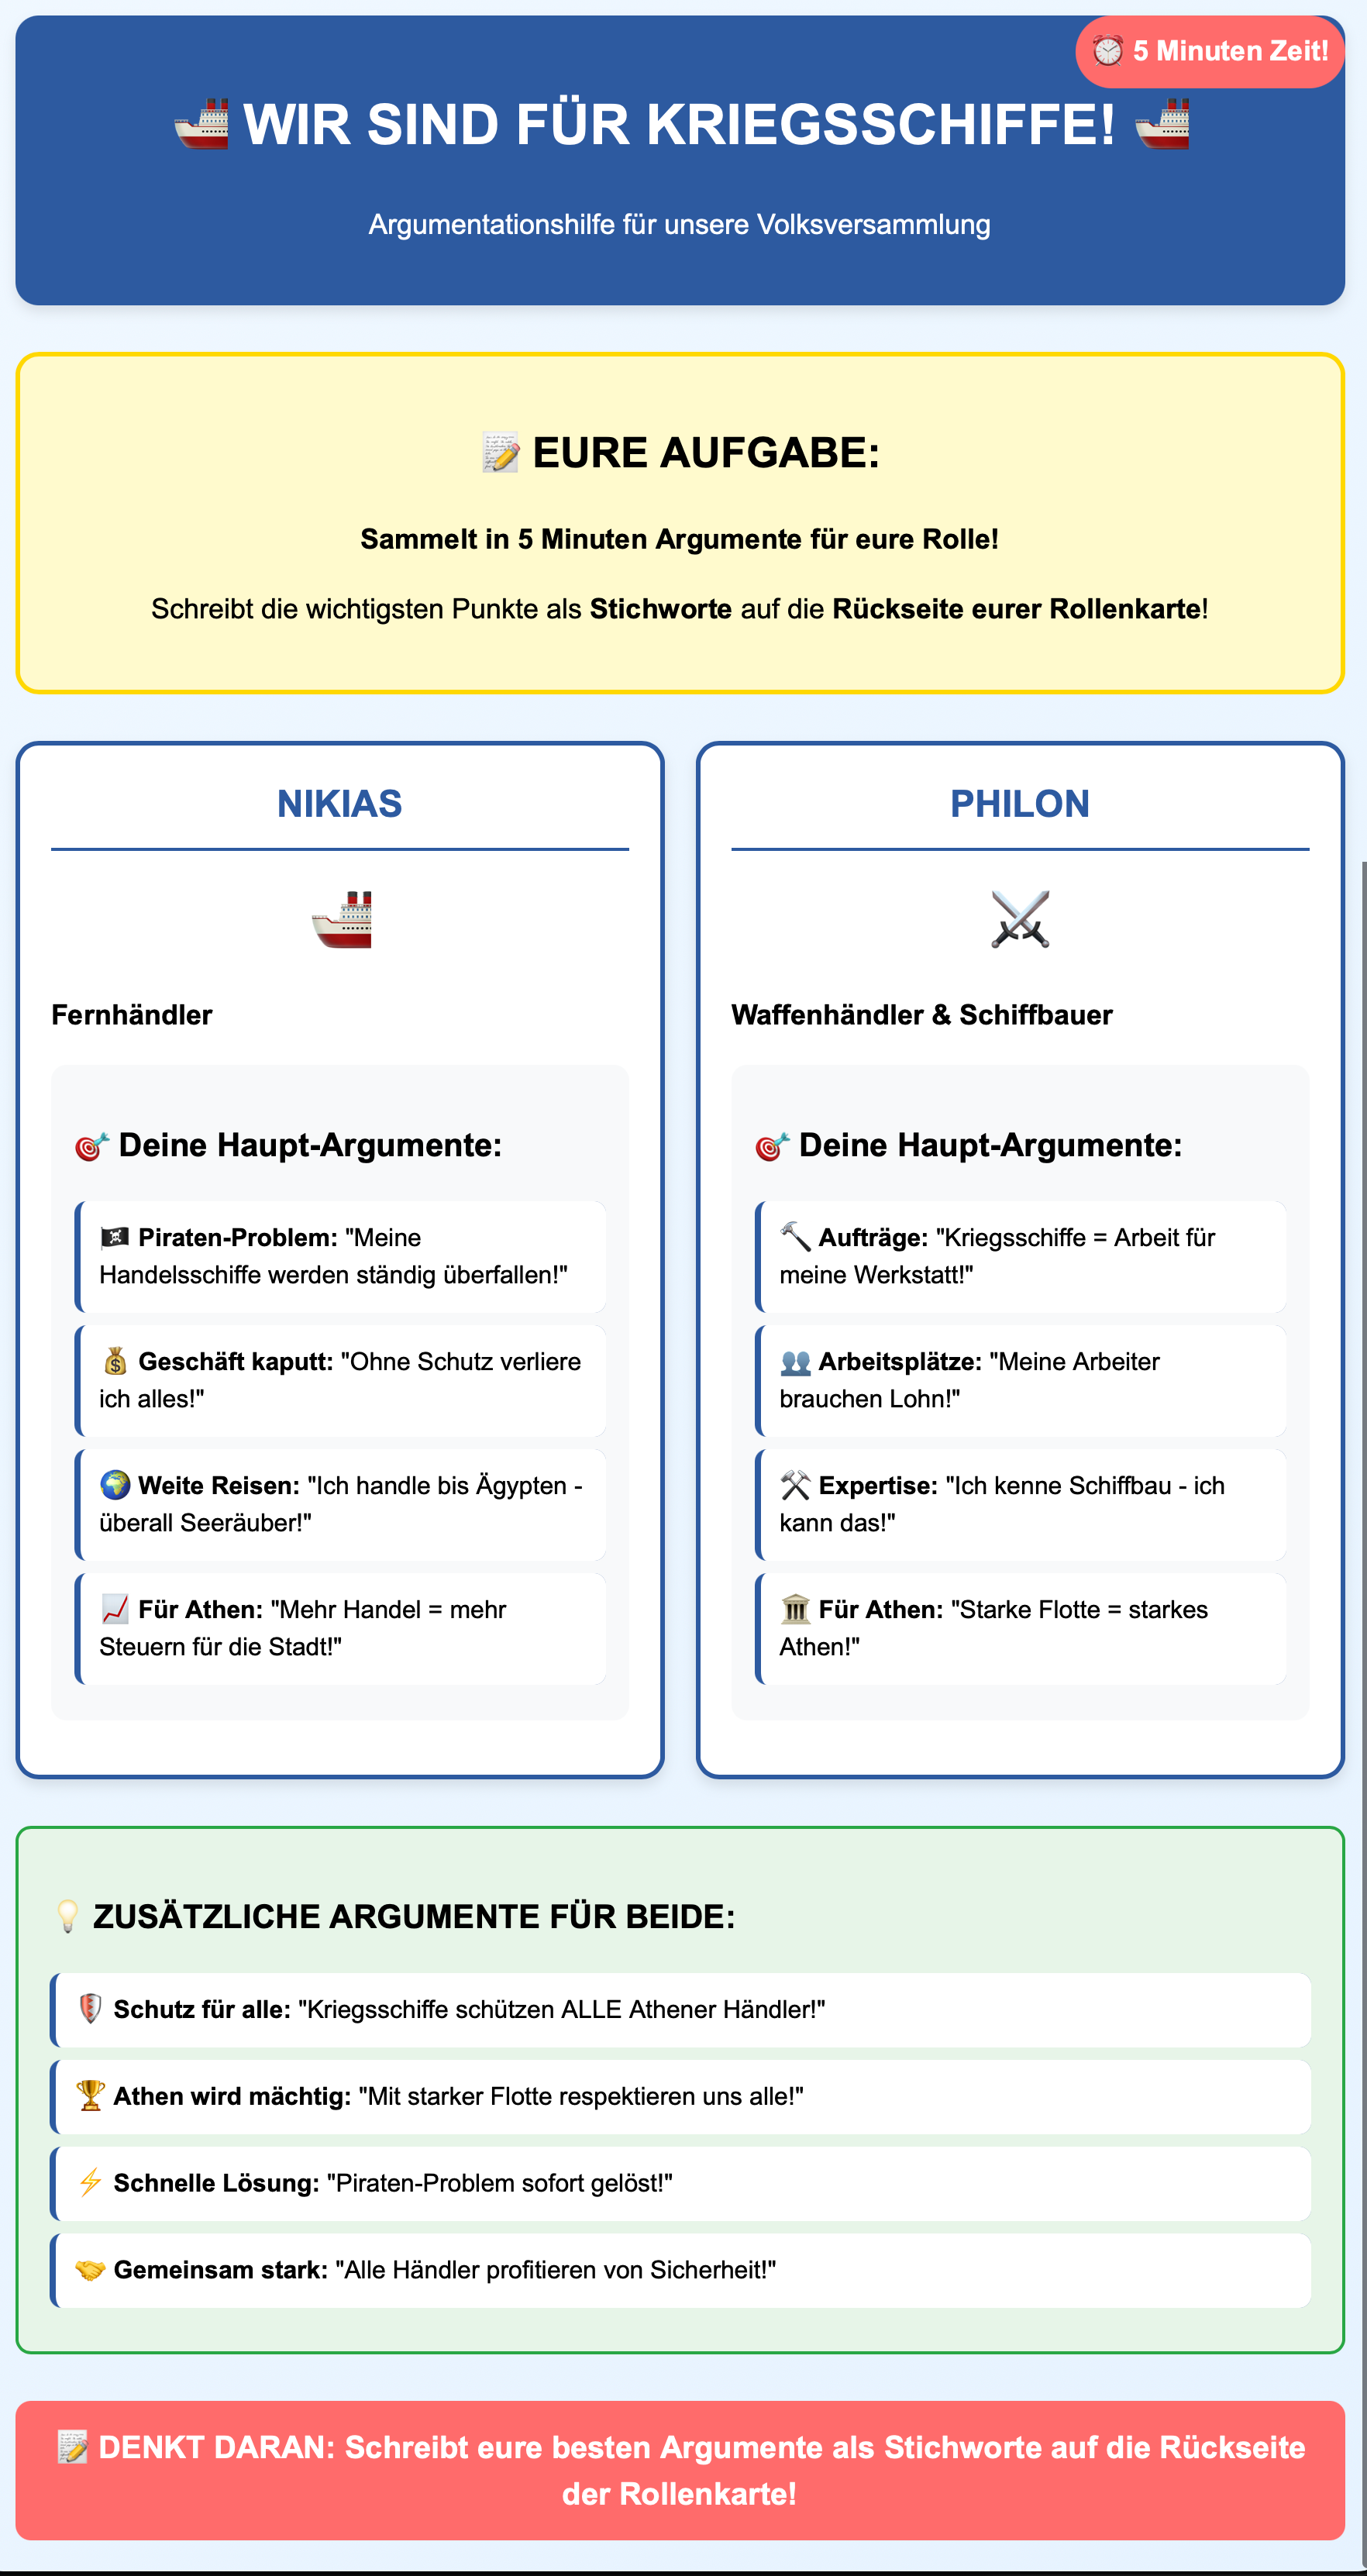 ⏰ 5 Minuten Zeit!
🚢 WIR SIND FÜR KRIEGSSCHIFFE! 🚢
Argumentationshilfe für unsere Volksversammlung
📝 EURE AUFGABE:
Sammelt in 5 Minuten Argumente für eure Rolle!
Schreibt die wichtigsten Punkte als Stichworte auf die Rückseite eurer Rollenkarte!
NIKIAS
🚢
Fernhändler
🎯 Deine Haupt-Argumente:
🏴‍☠️ Piraten-Problem: "Meine
Handelsschiffe werden ständig überfallen!"
💰 Geschäft kaputt: "Ohne Schutz verliere
ich alles!"
🌍 Weite Reisen: "Ich handle bis Ägypten -
überall Seeräuber!"
📈 Für Athen: "Mehr Handel = mehr
Steuern für die Stadt!"
PHILON
⚔️
Waffenhändler & Schiffbauer
🎯 Deine Haupt-Argumente:
🔨 Aufträge: "Kriegsschiffe = Arbeit für
meine Werkstatt!"
👥 Arbeitsplätze: "Meine Arbeiter
brauchen Lohn!"
⚒️ Expertise: "Ich kenne Schiffbau - ich
kann das!"
🏛️ Für Athen: "Starke Flotte = starkes
Athen!"
💡 ZUSÄTZLICHE ARGUMENTE FÜR BEIDE:
🛡️ Schutz für alle: "Kriegsschiffe schützen ALLE Athener Händler!"
🏆 Athen wird mächtig: "Mit starker Flotte respektieren uns alle!"
⚡ Schnelle Lösung: "Piraten-Problem sofort gelöst!"
🤝 Gemeinsam stark: "Alle Händler profitieren von Sicherheit!"
📝 DENKT DARAN: Schreibt eure besten Argumente als Stichworte auf die Rückseite
der Rollenkarte!